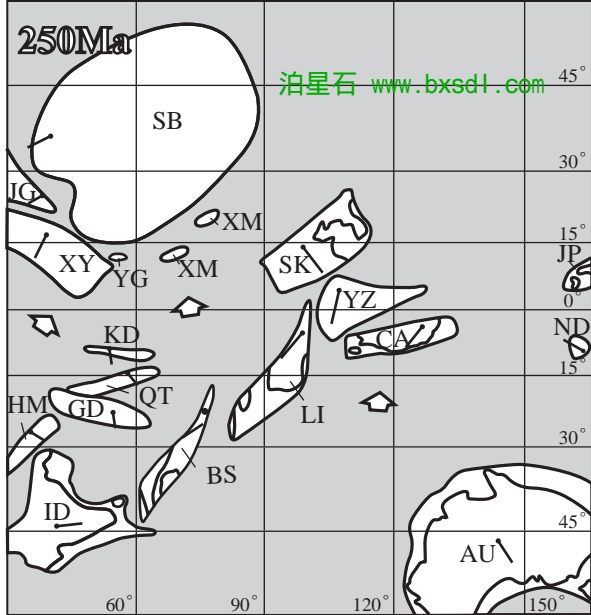 250Ma
泊星石 www.bxsdl.com
45°
SB
30°
JG
XM
15°
XY
YG
XM
SK
JP
0°
YZ
KD
CA
ND
15°
QT
HM
GD
LI
30°
BS
ID
45°
AU
60° 90° 120° 150°